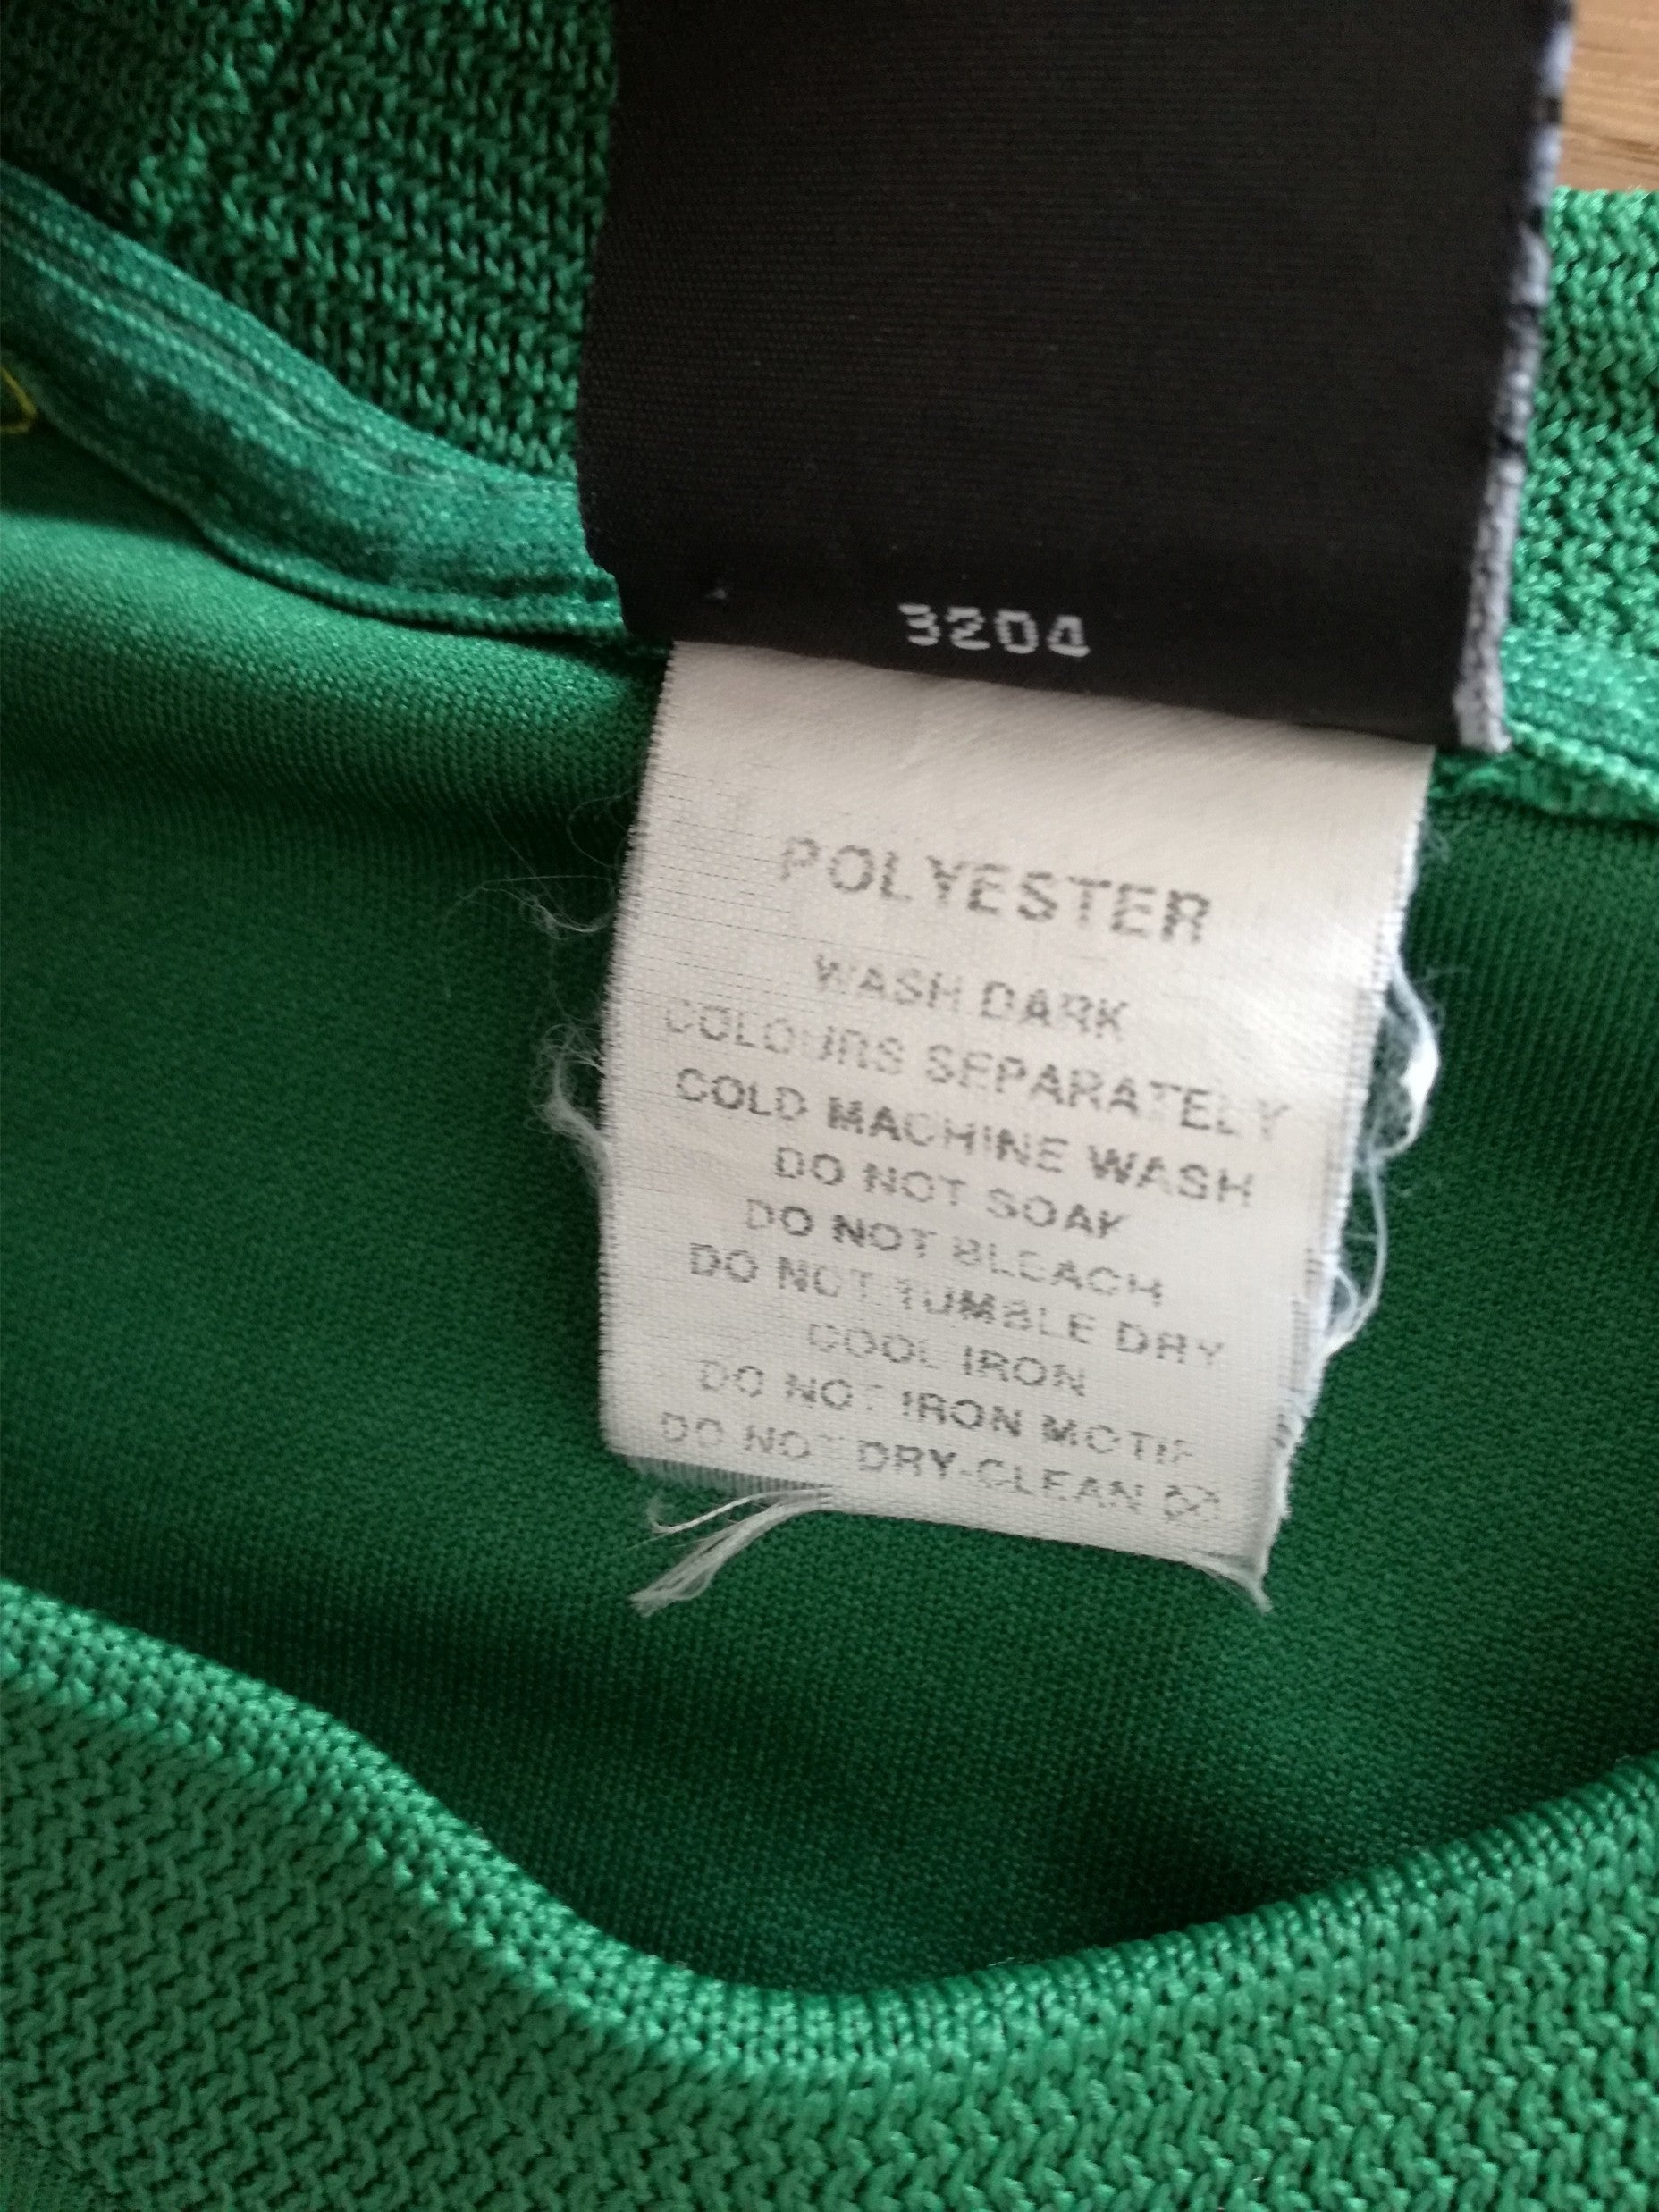 3204
POLYESTER
WASH DARK
COLOURS SEPARATELY
COLD MACHINE WASH
DO NOT SOAK
DO NOT BLEACH
DO NOT TUMBLE DRY
COOL IRON
DO NOT IRON MOTIF
DO NOT DRY-CLEAN